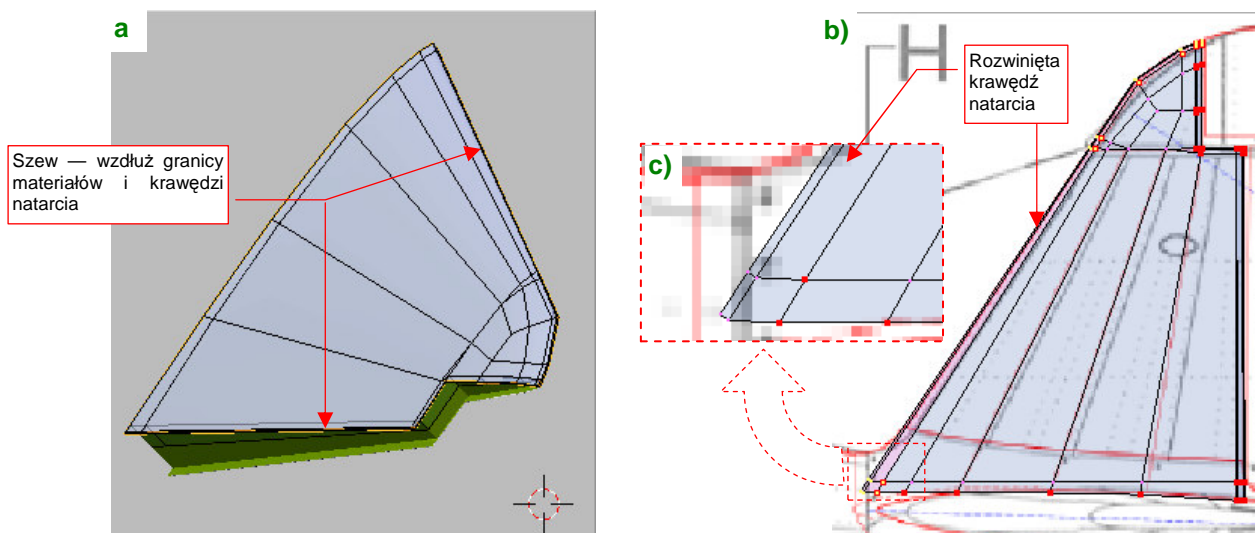 a
Szew — wzdłuż granicy
materiałów i krawędzi
natarcia
b)
H
Rozwinięta
krawędź
natarcia
c)